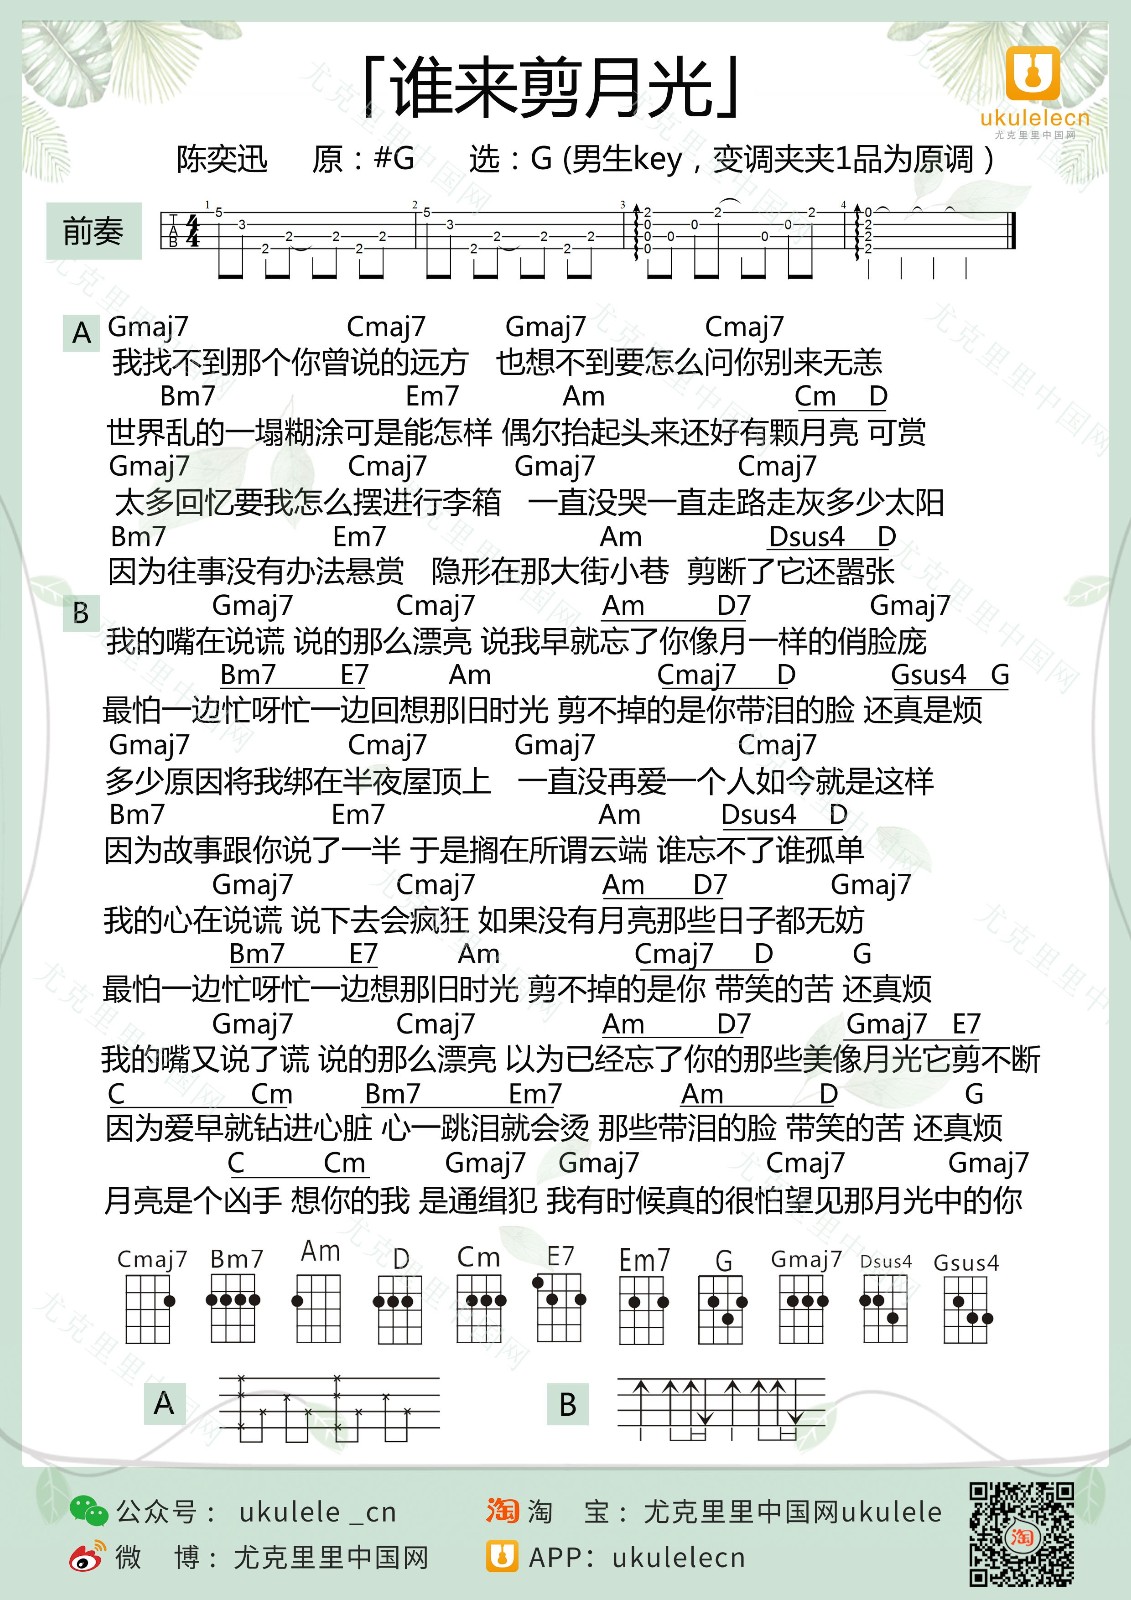 「谁来剪月光」
ukulelecn
尤克里里中国网
陈奕迅 原：#G 选：G (男生key，变调夹夹1品为原调）
前奏
1 2 3 4
T A B 4 4 5 3 2 2 2 2 2 5 3 2 2 2 2 2 2 0 0 0 0 0 2 0 0 2 0 2 2 2
A
Gmaj7 Cmaj7 Gmaj7 Cmaj7
我找不到那个你曾说的远方 也想不到要怎么问你别来无恙
Bm7 Em7 Am Cm D
世界乱的一塌糊涂可是能怎样 偶尔抬起头来还好有颗月亮 可赏
Gmaj7 Cmaj7 Gmaj7 Cmaj7
太多回忆要我怎么摆进行李箱 一直没哭一直走路走灰多少太阳
Bm7 Em7 Am Dsus4 D
因为往事没有办法悬赏 隐形在那大街小巷 剪断了它还嚣张
B
Gmaj7 Cmaj7 Am D7 Gmaj7
我的嘴在说谎 说的那么漂亮 说我早就忘了你像月一样的俏脸庞
Bm7 E7 Am Cmaj7 D Gsus4 G
最怕一边忙呀忙一边回想那旧时光 剪不掉的是你带泪的脸 还真是烦
Gmaj7 Cmaj7 Gmaj7 Cmaj7
多少原因将我绑在半夜屋顶上 一直没再爱一个人如今就是这样
Bm7 Em7 Am Dsus4 D
因为故事跟你说了一半 于是搁在所谓云端 谁忘不了谁孤单
Gmaj7 Cmaj7 Am D7 Gmaj7
我的心在说谎 说下去会疯狂 如果没有月亮那些日子都无妨
Bm7 E7 Am Cmaj7 D G
最怕一边忙呀忙一边想那旧时光 剪不掉的是你 带笑的苦 还真烦
Gmaj7 Cmaj7 Am D7 Gmaj7 E7
我的嘴又说了谎 说的那么漂亮 以为已经忘了你的那些美像月光它剪不断
C Cm Bm7 Em7 Am D G
因为爱早就钻进心脏 心一跳泪就会烫 那些带泪的脸 带笑的苦 还真烦
C Cm Gmaj7 Gmaj7 Cmaj7 Gmaj7
月亮是个凶手 想你的我 是通缉犯 我有时候真的很怕望见那月光中的你
Cmaj7 Bm7 Am D Cm E7 Em7 G Gmaj7 Dsus4 Gsus4
A B
公众号： ukulele _cn
淘 淘 宝：尤克里里中国网ukulele
淘
微 博：尤克里里中国网
APP：ukulelecn